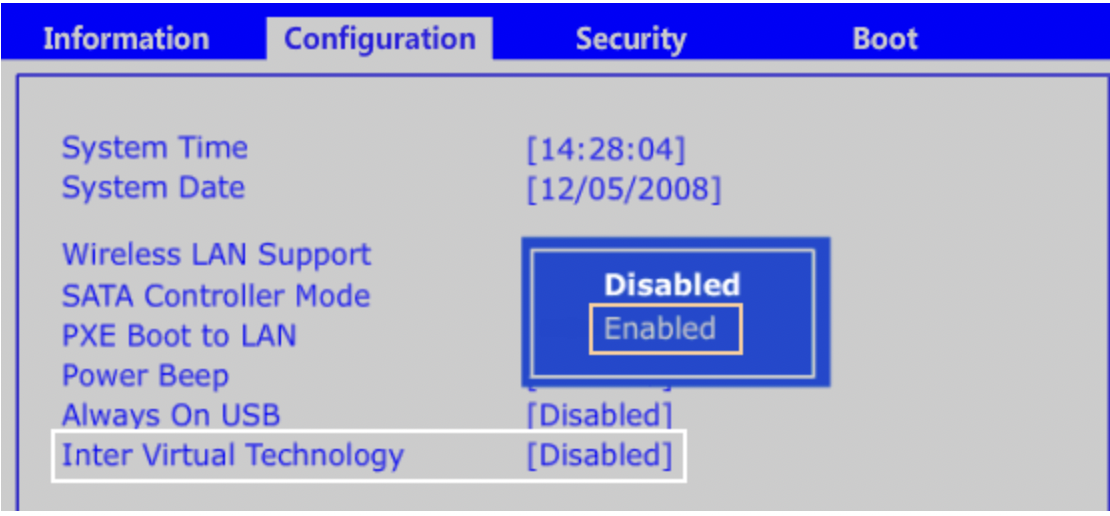 Information Configuration Security Boot
System Time [14:28:04]
System Date [12/05/2008]
Wireless LAN Support
Disabled
SATA Controller Mode
Enabled
PXE Boot to LAN
Power Beep
Always On USB [Disabled]
Inter Virtual Technology [Disabled]